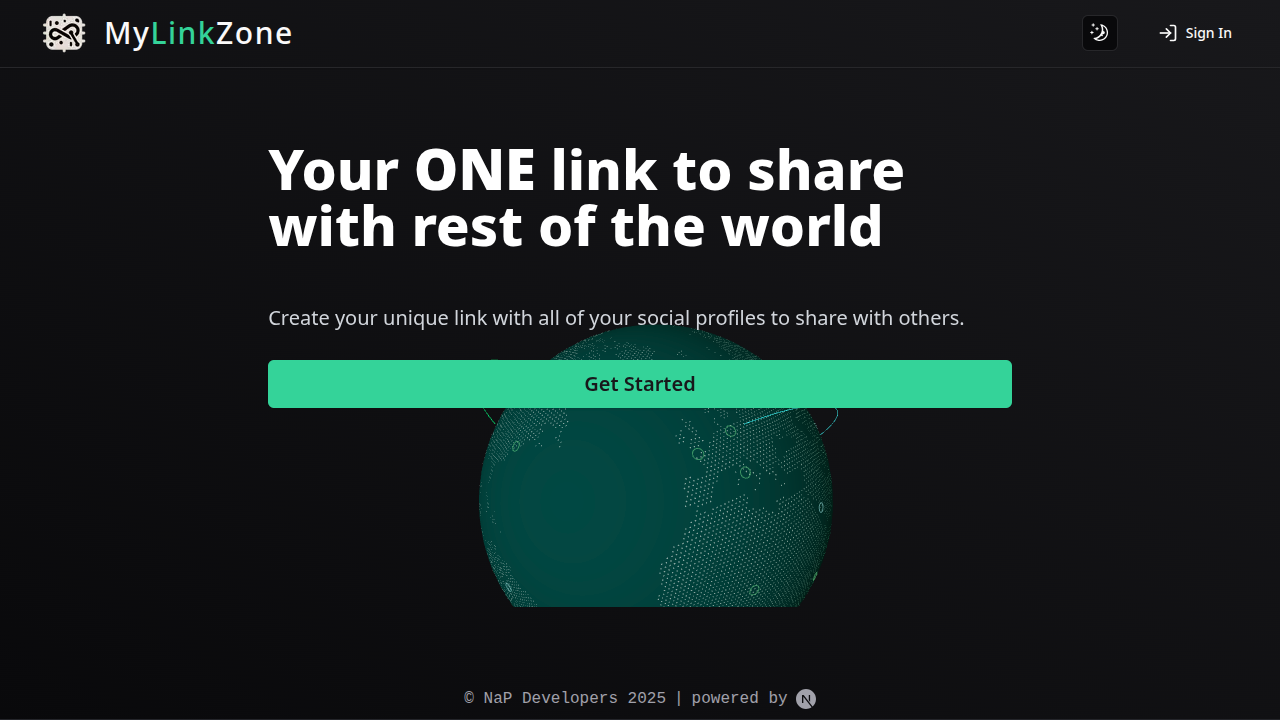 MyLinkZone
Sign In
Your ONE link to share
with rest of the world
Create your unique link with all of your social profiles to share with others.
Get Started
© NaP Developers 2025 | powered by N